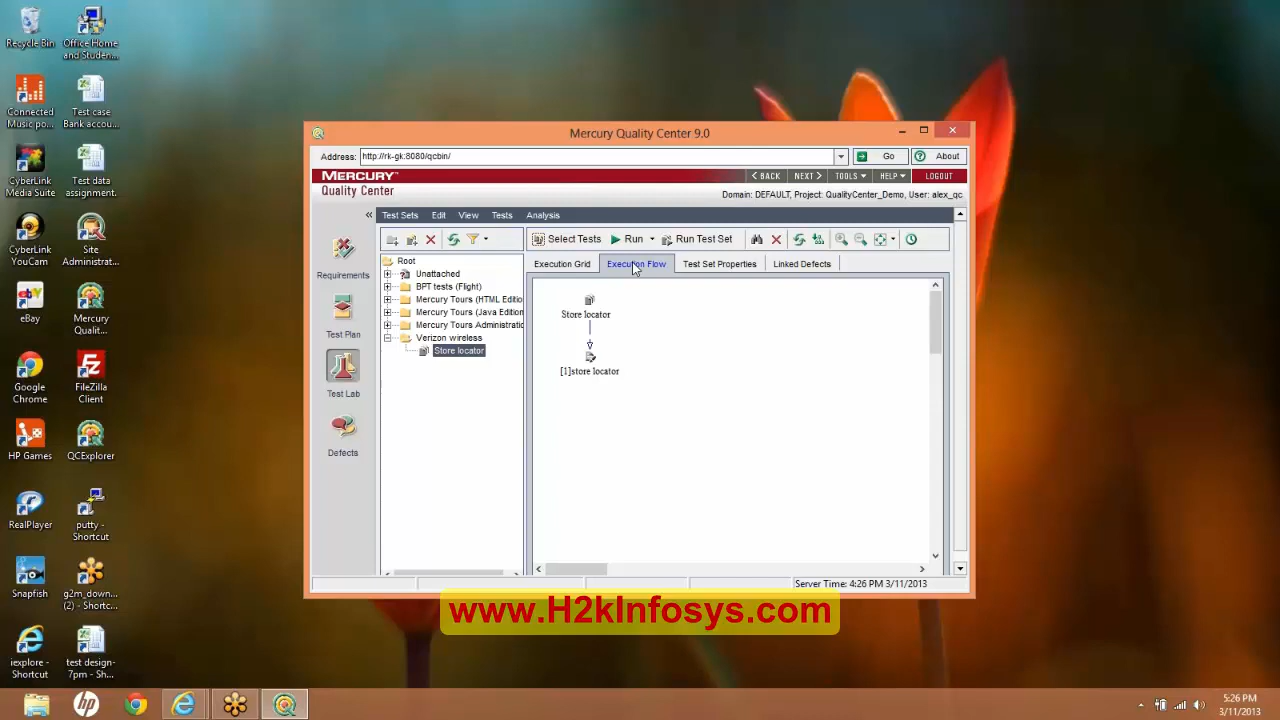 Recycle Bin
Office Home
and Studen...
Connected
Music po...
Test case
Bank accou...
CyberLink
Media Suite
Test data
assignment.
CyberLink
YouCam
Site
Administrat...
eBay
Mercury
Qualit...
Google
Chrome
FileZilla
Client
HP Games
QCExplorer
RealPlayer
putty -
Shortcut
Snapfish
g2m_down...
(2) - Shortc...
iexplore -
Shortcut
test design-
7pm - Sh...
Mercury Quality Center 9.0
Address: http://rk-gk:8080/qcbin/ Go About
MERCURY™ BACK NEXT TOOLS HELP LOGOUT
Quality Center
Domain: DEFAULT, Project: QualityCenter_Demo, User: alex_qc
« Test Sets Edit View Tests Analysis
Select Tests Run Run Test Set
Execution Grid Execution Flow Test Set Properties Linked Defects
Requirements
Test Plan
Test Lab
Defects
Root
Unattached
BPT tests (Flight)
Mercury Tours (HTML Editio
Mercury Tours (Java Edition
Mercury Tours Administratio
Verizon wireless
Store locator
Store locator
[1]store locator
Server Time: 4:26 PM 3/11/2013
www.H2kInfosys.com
hp
5:26 PM
3/11/2013